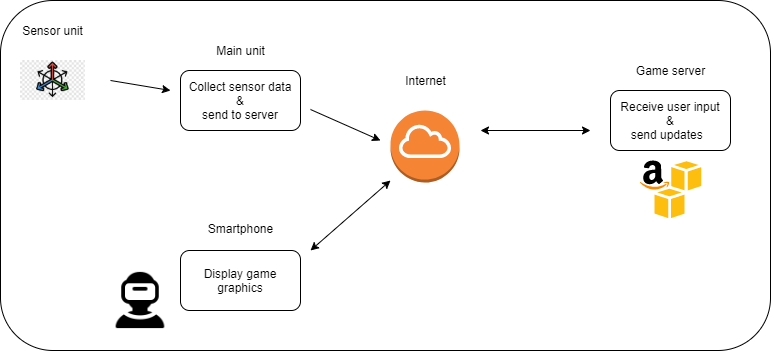 Sensor unit
Main unit
Collect sensor data
&
send to server
Internet
Game server
Receive user input
&
send updates
a
Smartphone
Display game
graphics